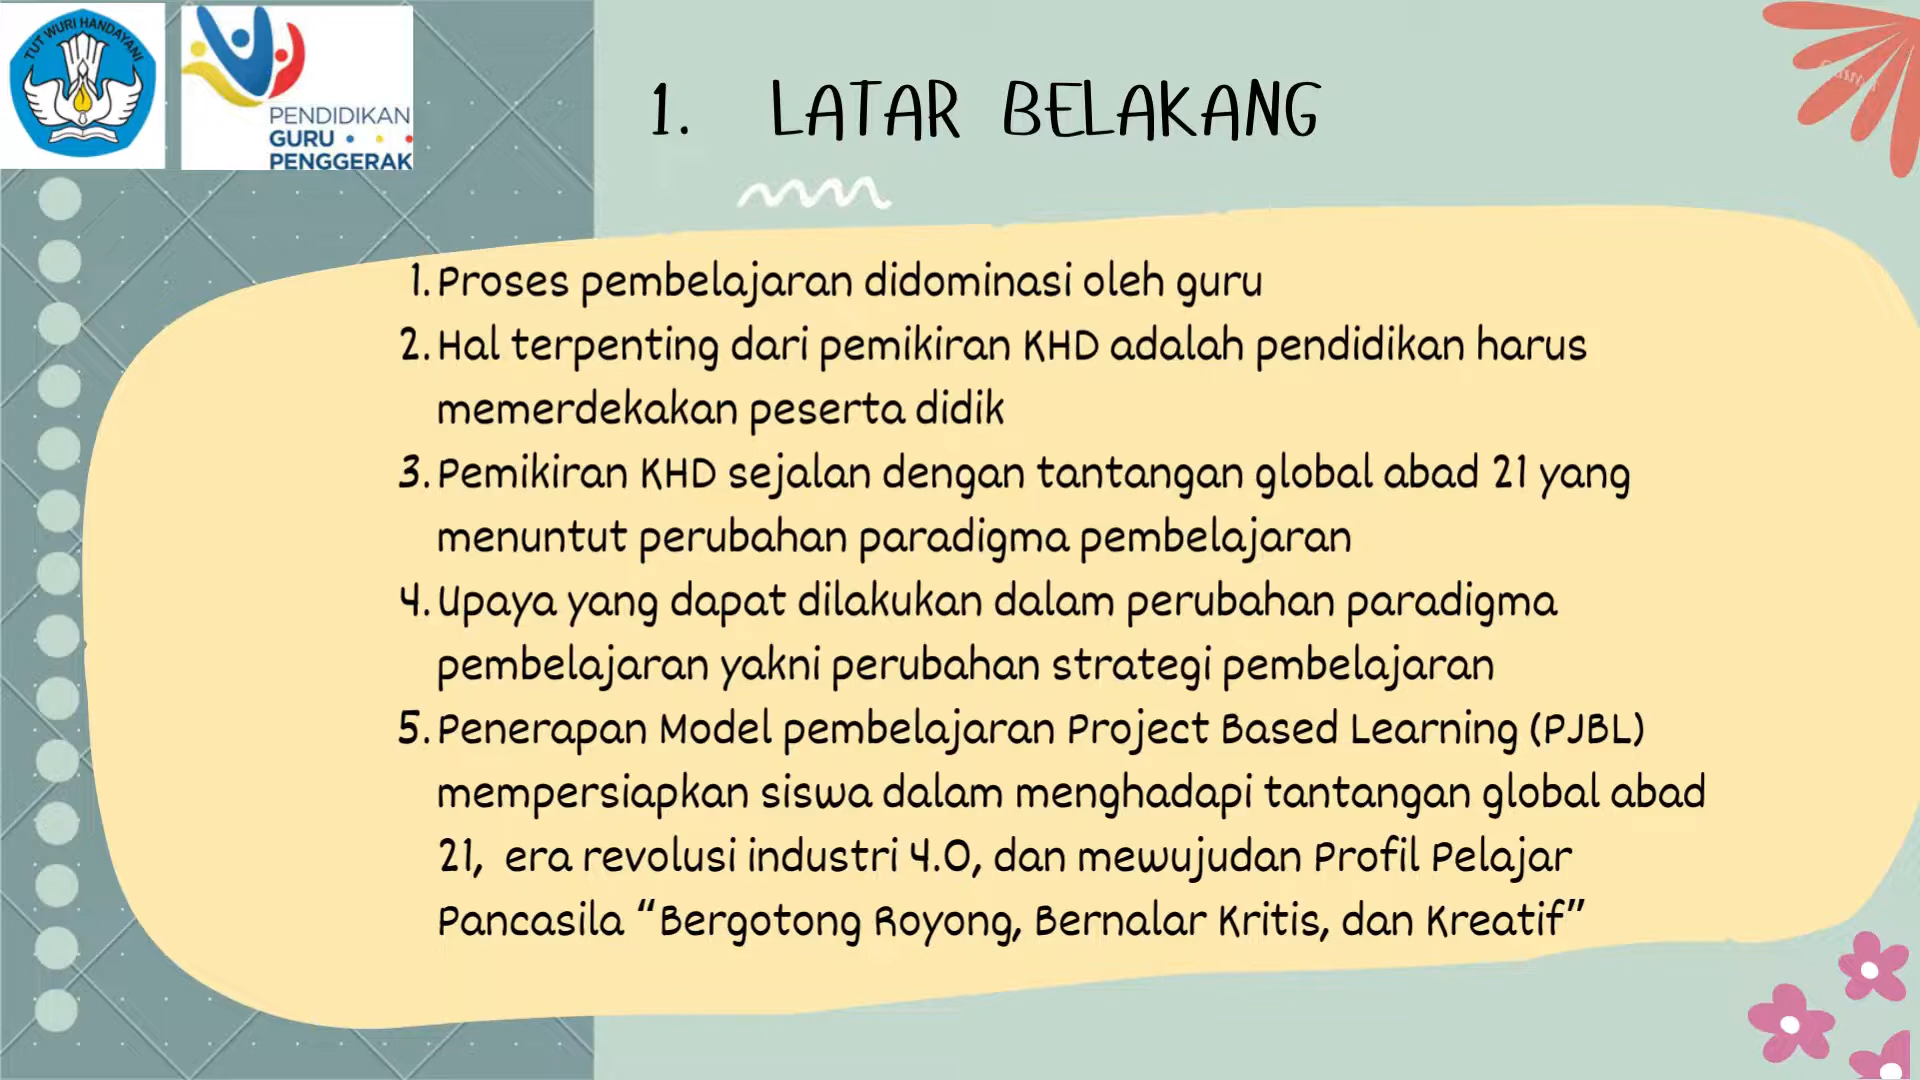 TUT WURI HANDAYANI
PENDIDIKAN
GURU
PENGGERAK
1. LATAR BELAKANG
1. Proses pembelajaran didominasi oleh guru
2. Hal terpenting dari pemikiran KHD adalah pendidikan harus
memerdekakan peserta didik
3. Pemikiran KHD sejalan dengan tantangan global abad 21 yang
menuntut perubahan paradigma pembelajaran
4. Upaya yang dapat dilakukan dalam perubahan paradigma
pembelajaran yakni perubahan strategi pembelajaran
5. Penerapan Model pembelajaran Project Based Learning (PJBL)
mempersiapkan siswa dalam menghadapi tantangan global abad
21, era revolusi industri 4.0, dan mewujudan Profil Pelajar
Pancasila “Bergotong Royong, Bernalar Kritis, dan Kreatif”